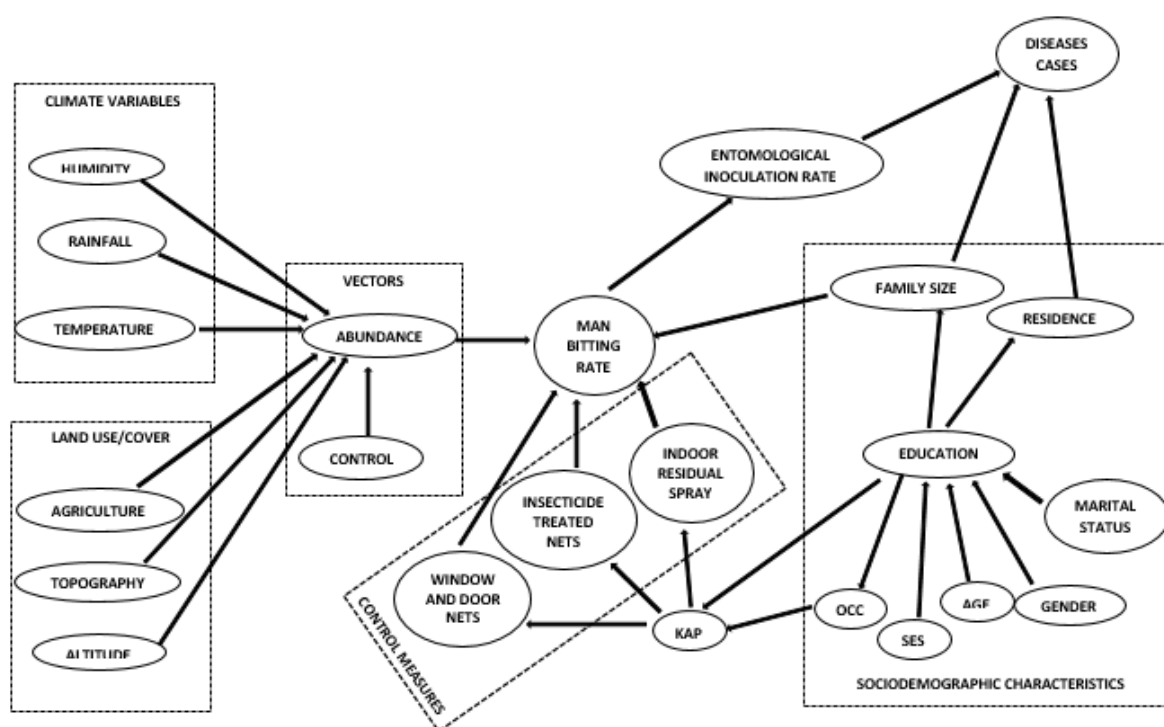 DISEASES
CASES
CLIMATE VARIABLES
HUMIDITY
RAINFALL
TEMPERATURE
ENTOMOLOGICAL
INOCULATION RATE
VECTORS
ABUNDANCE
CONTROL
MAN
BITTING
RATE
FAMILY SIZE
RESIDENCE
LAND USE/COVER
AGRICULTURE
TOPOGRAPHY
ALTITUDE
INDOOR
RESIDUAL
SPRAY
INSECTICIDE
TREATED
NETS
WINDOW
AND DOOR
NETS
CONTROL MEASURES
KAP
EDUCATION
MARITAL
STATUS
OCC
SES
AGE
GENDER
SOCIODEMOGRAPHIC CHARACTERISTICS